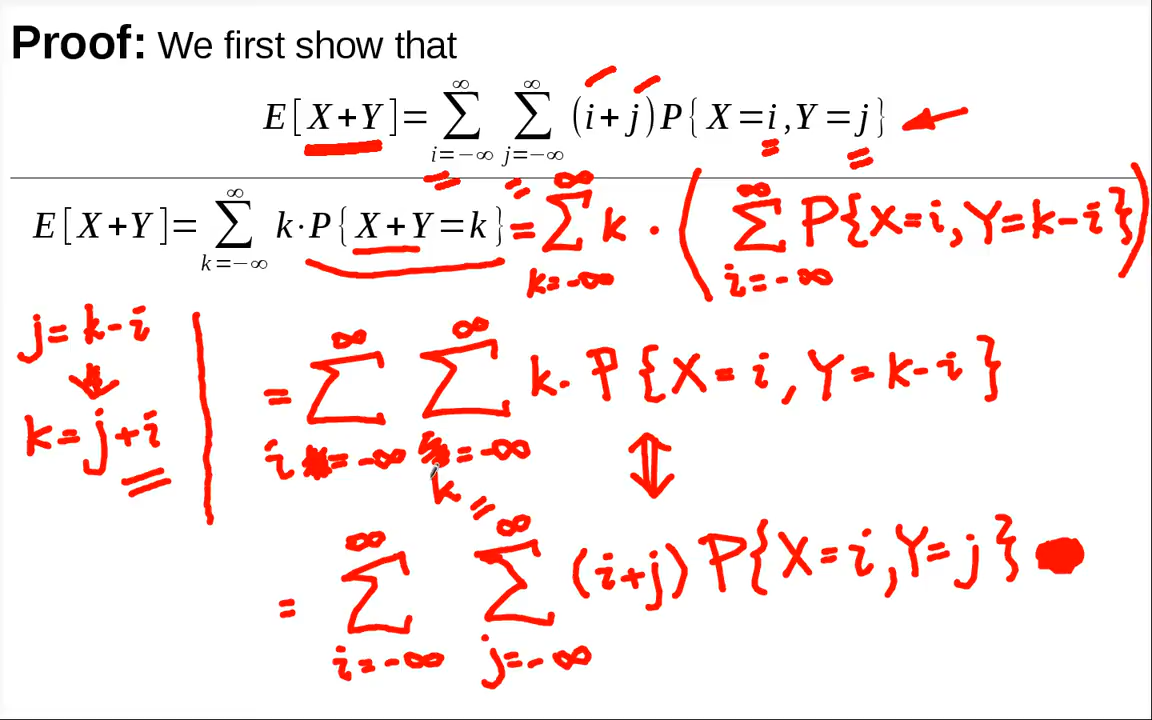 Proof: We first show that
E[X+Y]=∑_{i=-∞}^{∞} ∑_{j=-∞}^{∞} (i+j)P{X=i,Y=j}
E[X+Y]=∑_{k=-∞}^{∞} k·P{X+Y=k} = ∑_{k=-∞}^{∞} k · (∑_{i=-∞}^{∞} P{X=i,Y=k-i})
j=k-i
= ∑_{i=-∞}^{∞} ∑_{k=-∞}^{∞} k· P{X=i,Y=k-i}
k=j+i
= ∑_{i=-∞}^{∞} ∑_{j=-∞}^{∞} (i+j) P{X=i,Y=j}